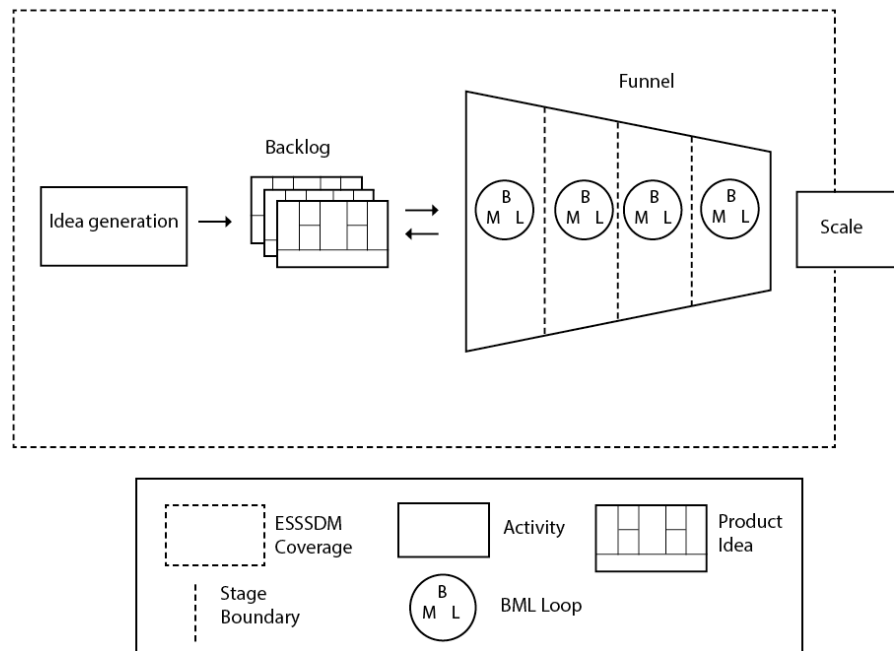 Funnel
Backlog
Idea generation
B
M L
B
M L
B
M L
B
M L
Scale
ESSSDM
Coverage
Activity
Product
Idea
Stage
Boundary
B
M L
BML Loop